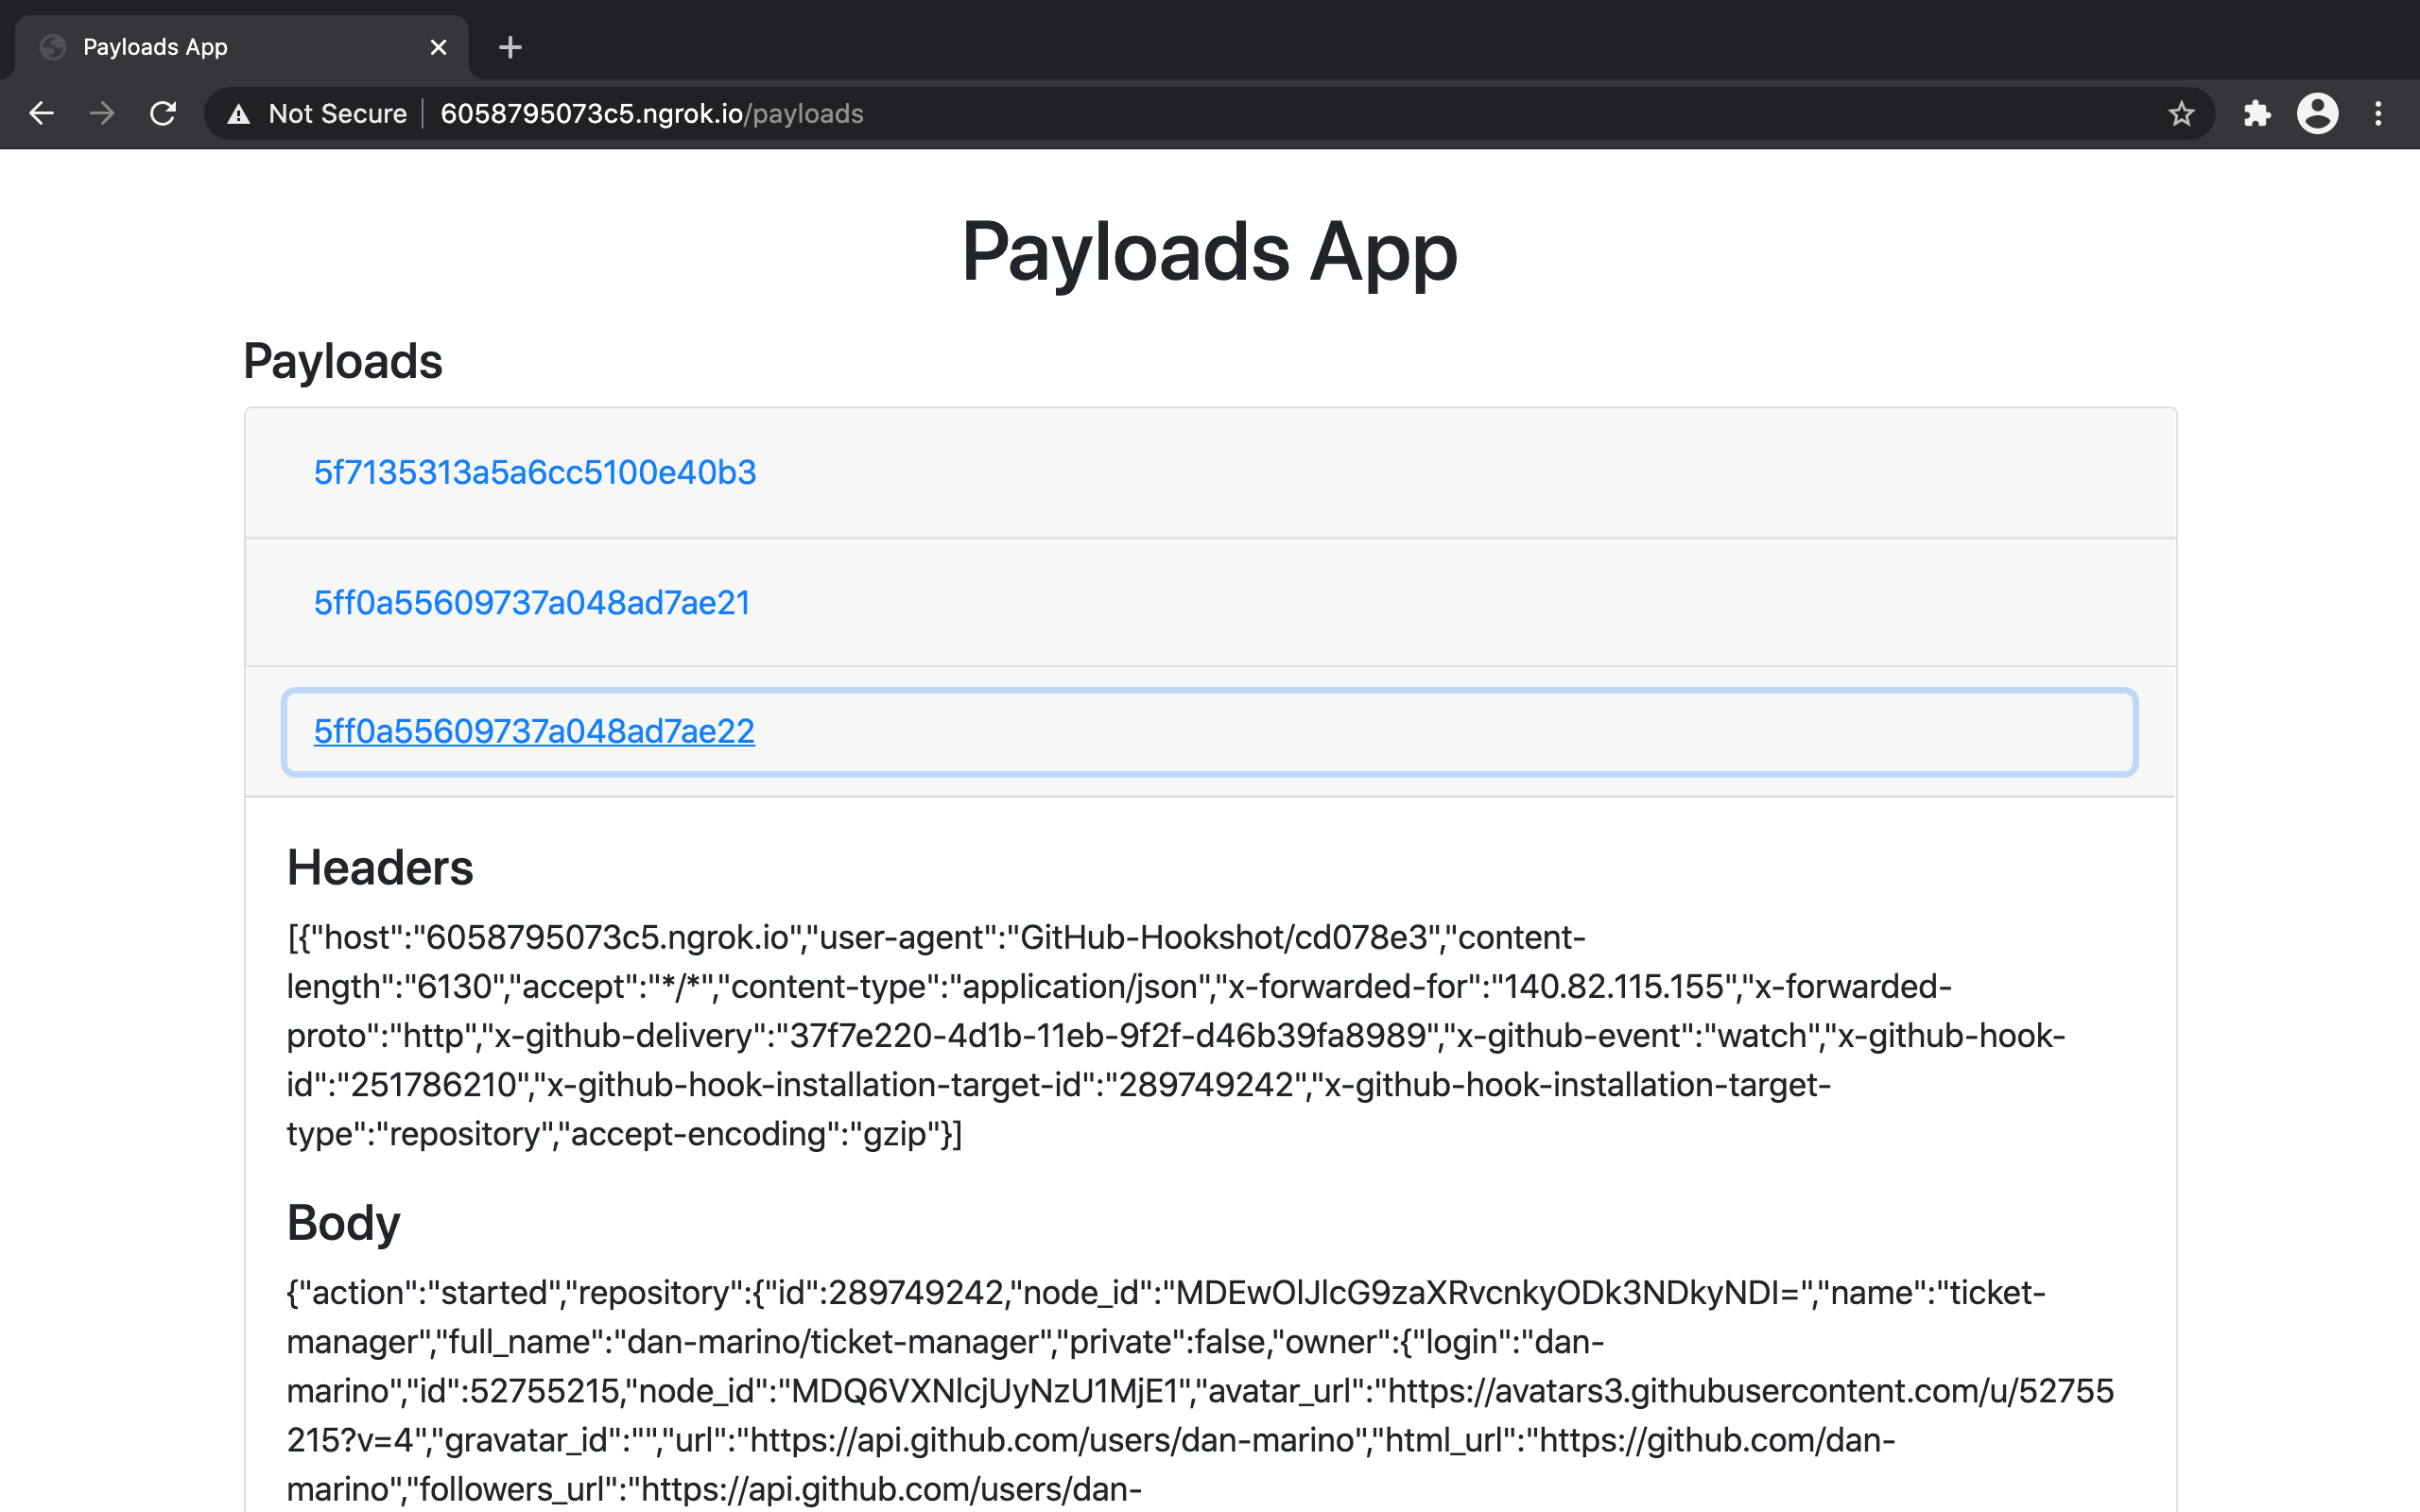 Payloads App
Not Secure
6058795073c5.ngrok.io/payloads
Payloads App
Payloads
5f7135313a5a6cc5100e40b3
5ff0a55609737a048ad7ae21
5ff0a55609737a048ad7ae22
Headers
[{"host":"6058795073c5.ngrok.io","user-agent":"GitHub-Hookshot/cd078e3","content-
length":"6130","accept":"*/*","content-type":"application/json","x-forwarded-for":"140.82.115.155","x-forwarded-
proto":"http","x-github-delivery":"37f7e220-4d1b-11eb-9f2f-d46b39fa8989","x-github-event":"watch","x-github-hook-
id":"251786210","x-github-hook-installation-target-id":"289749242","x-github-hook-installation-target-
type":"repository","accept-encoding":"gzip"}]
Body
{"action":"started","repository":{"id":289749242,"node_id":"MDEwOlJlcG9zaXRvcnkyODk3NDkyNDI=","name":"ticket-
manager","full_name":"dan-marino/ticket-manager","private":false,"owner":{"login":"dan-
marino","id":52755215,"node_id":"MDQ6VXNlcjUyNzU1MjE1","avatar_url":"https://avatars3.githubusercontent.com/u/52755
215?v=4","gravatar_id":"","url":"https://api.github.com/users/dan-marino","html_url":"https://github.com/dan-
marino","followers_url":"https://api.github.com/users/dan-